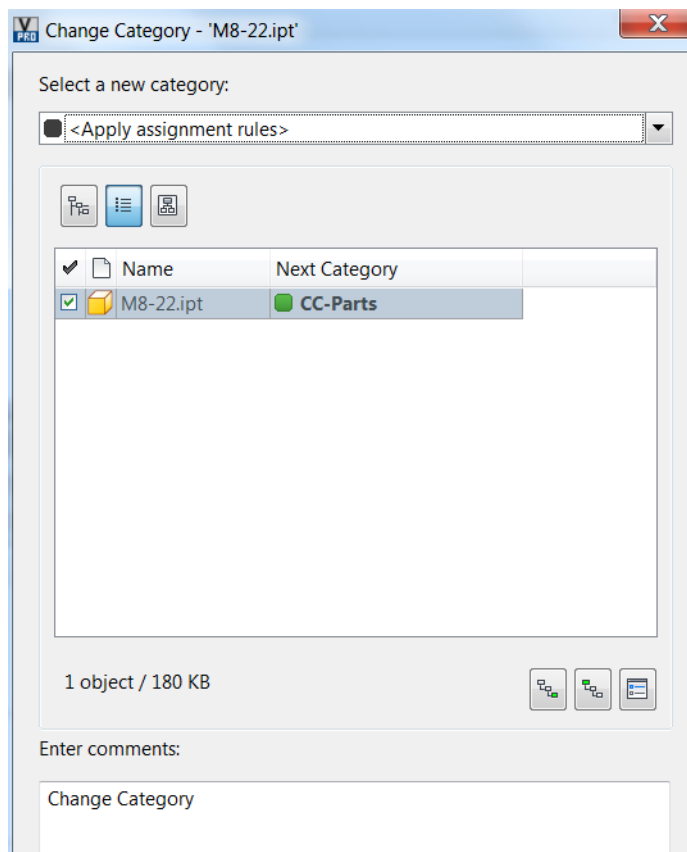 V PRO Change Category - 'M8-22.ipt'
Select a new category:
<Apply assignment rules>
Name Next Category
M8-22.ipt CC-Parts
1 object / 180 KB
Enter comments:
Change Category